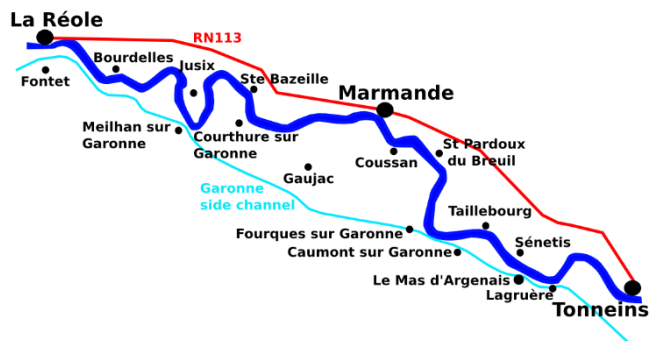 La Réole
RN113
Bourdelles
Jusix
Fontet
Ste Bazeille
Marmande
Meilhan sur
Garonne
Courthure sur
Garonne
St Pardoux
du Breuil
Coussan
Gaujac
Garonne
side channel
Taillebourg
Fourques sur Garonne
Sénetis
Caumont sur Garonne
Le Mas d'Argenais
Lagruère
Tonneins